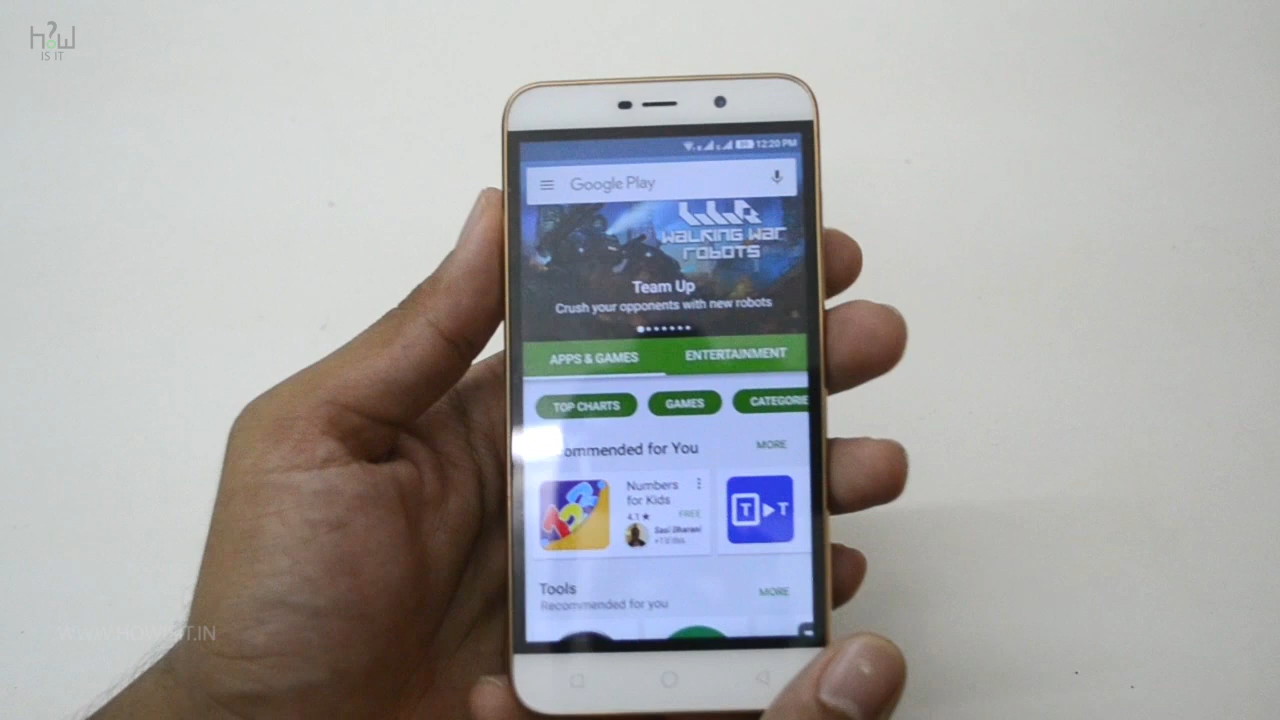 h?w
IS IT
12:20 PM
Google Play
WALKING WAR
ROBOTS
Team Up
Crush your opponents with new robots
APPS & GAMES
ENTERTAINMENT
TOP CHARTS
GAMES
CATEGORIE
ommended for You
MORE
Numbers
for Kids
4.1★
FREE
T▶T
Tools
MORE
Recommended for you
WWW.HOWISIT.IN